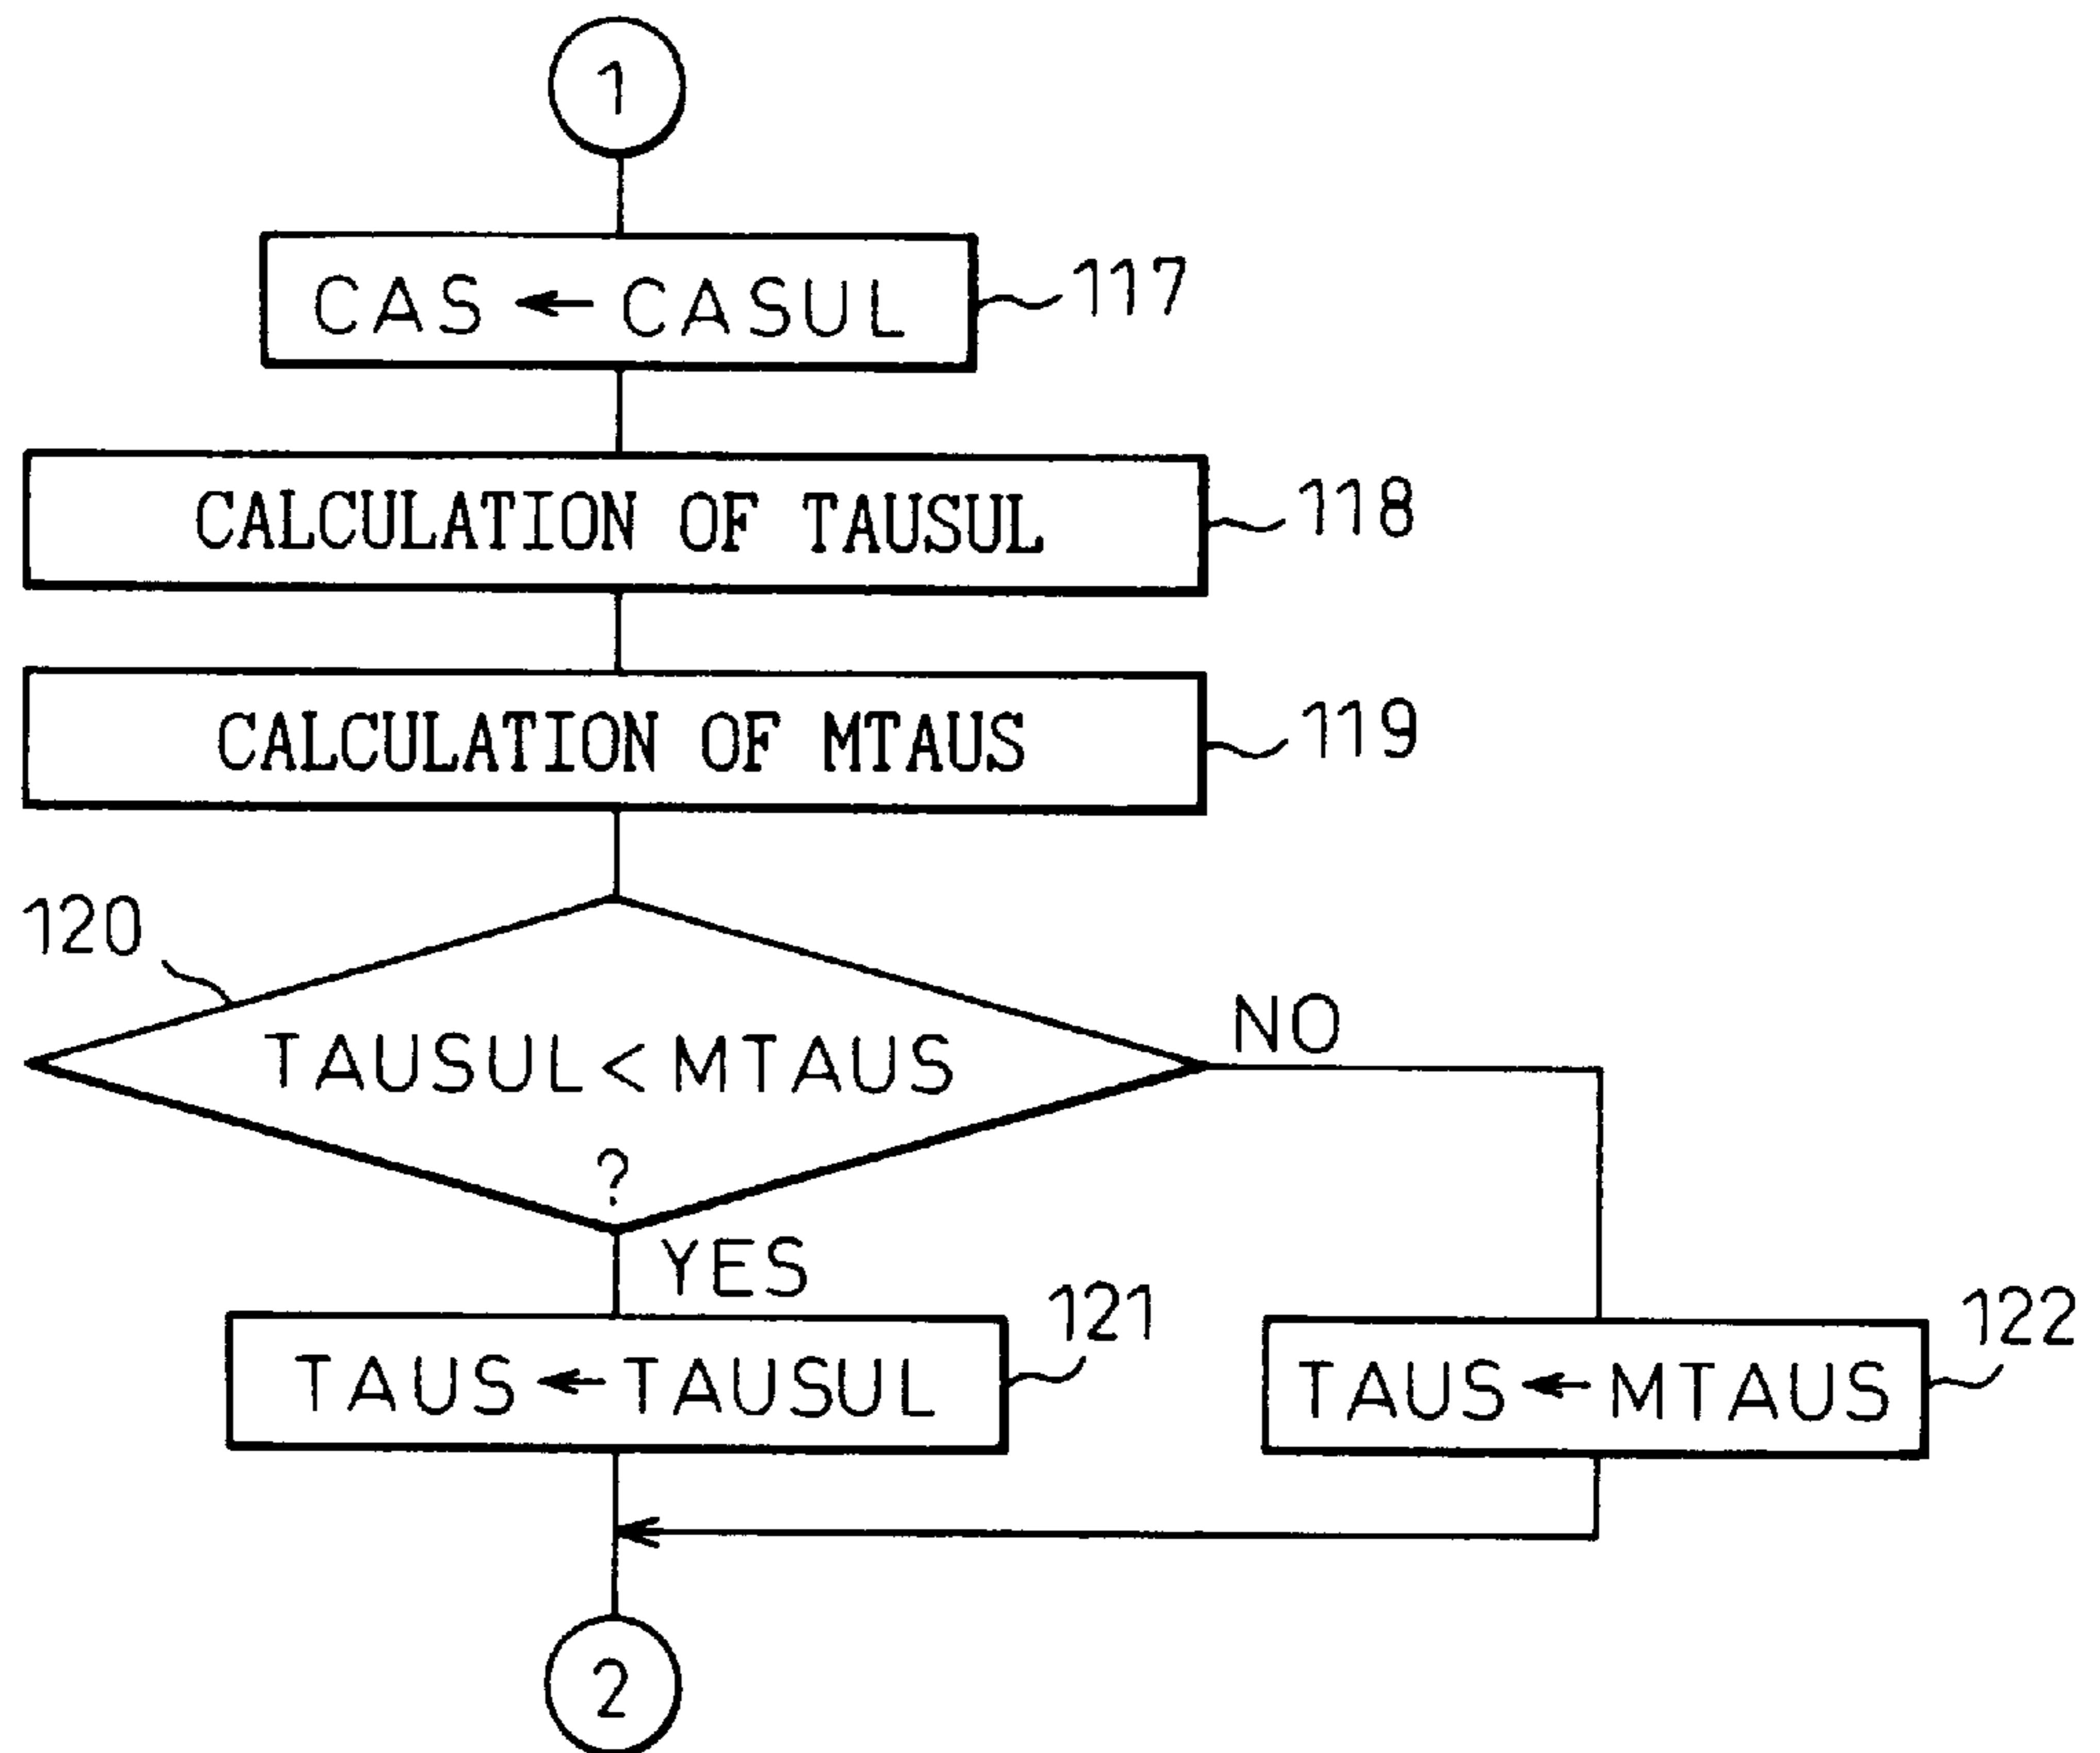 1
CAS ← CASUL
117
CALCULATION OF TAUSUL
118
CALCULATION OF MTAUS
119
120
TAUSUL < MTAUS
?
NO
YES
TAUS ← TAUSUL
121
TAUS ← MTAUS
122
2